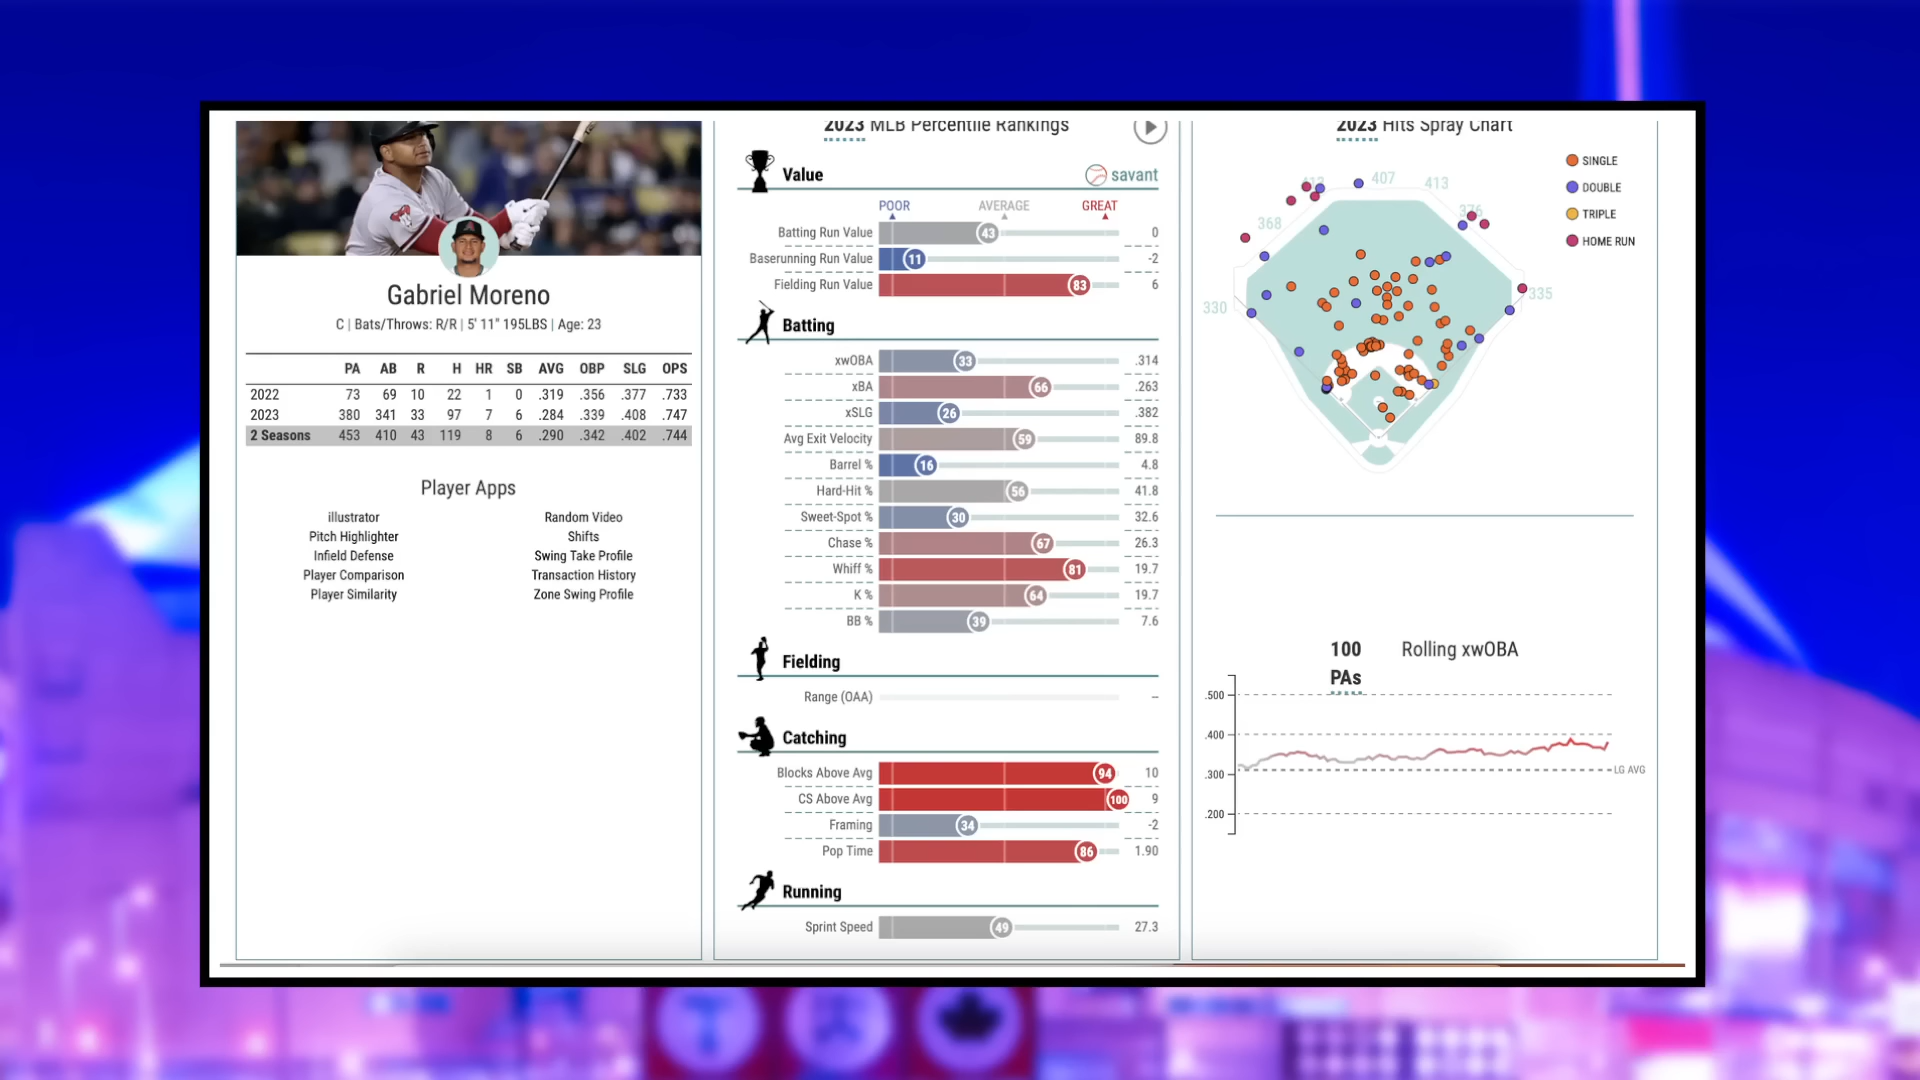 Gabriel Moreno
C | Bats/Throws: R/R | 5' 11" 195LBS | Age: 23
PA AB R H HR SB AVG OBP SLG OPS
2022 73 69 10 22 1 0 .319 .356 .377 .733
2023 380 341 33 97 7 6 .284 .339 .408 .747
2 Seasons 453 410 43 119 8 6 .290 .342 .402 .744
Player Apps
illustrator Random Video
Pitch Highlighter Shifts
Infield Defense Swing Take Profile
Player Comparison Transaction History
Player Similarity Zone Swing Profile
2023 MLB Percentile Rankings
Value savant
POOR AVERAGE GREAT
Batting Run Value 43 0
Baserunning Run Value 11 -2
Fielding Run Value 83 6
Batting
xwOBA 33 .314
xBA 66 .263
xSLG 26 .382
Avg Exit Velocity 59 89.8
Barrel % 16 4.8
Hard-Hit % 56 41.8
Sweet-Spot % 30 32.6
Chase % 67 26.3
Whiff % 81 19.7
K % 64 19.7
BB % 39 7.6
Fielding
Range (OAA) --
Catching
Blocks Above Avg 94 10
CS Above Avg 100 9
Framing 34 -2
Pop Time 86 1.90
Running
Sprint Speed 49 27.3
2023 Hits Spray Chart
SINGLE
DOUBLE
TRIPLE
HOME RUN
407 413
376
368
335
330
100 Rolling xwOBA
PAs
.500
.400
.300 LG AVG
.200